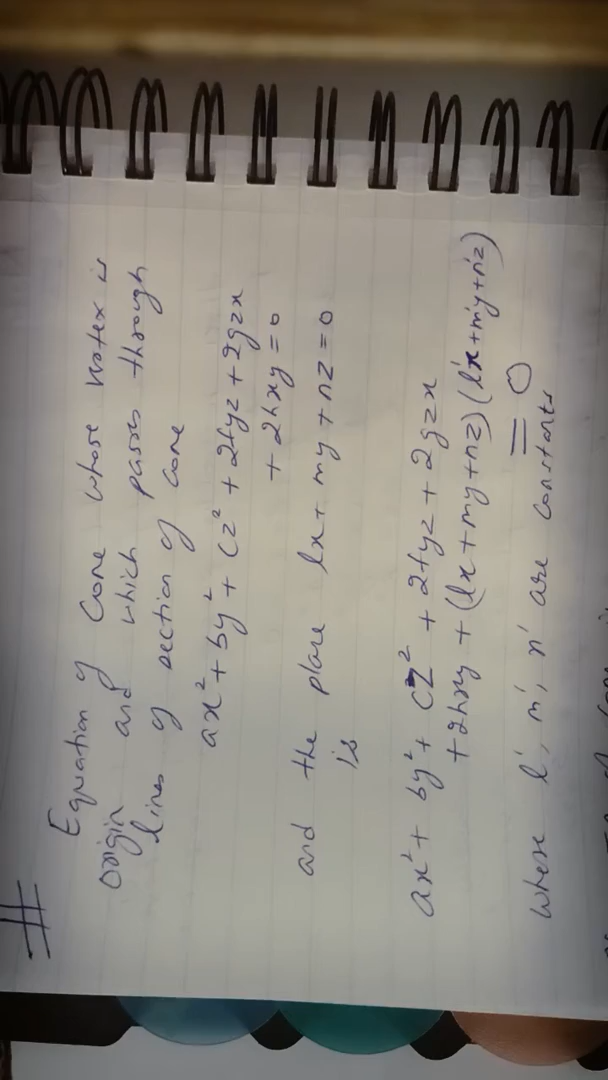 #
Equation of Cone whose vertex is
origin and which passes through
lines of section of cone
ax² + by² + cz² + 2fyz + 2gzx
+ 2hxy = 0
and the plane lx + my + nz = 0
is
ax² + by² + cz² + 2fyz + 2gzx
+ 2hxy + (lx + my + nz)(l'x + m'y + n'z)
= 0
where l', m', n' are constants